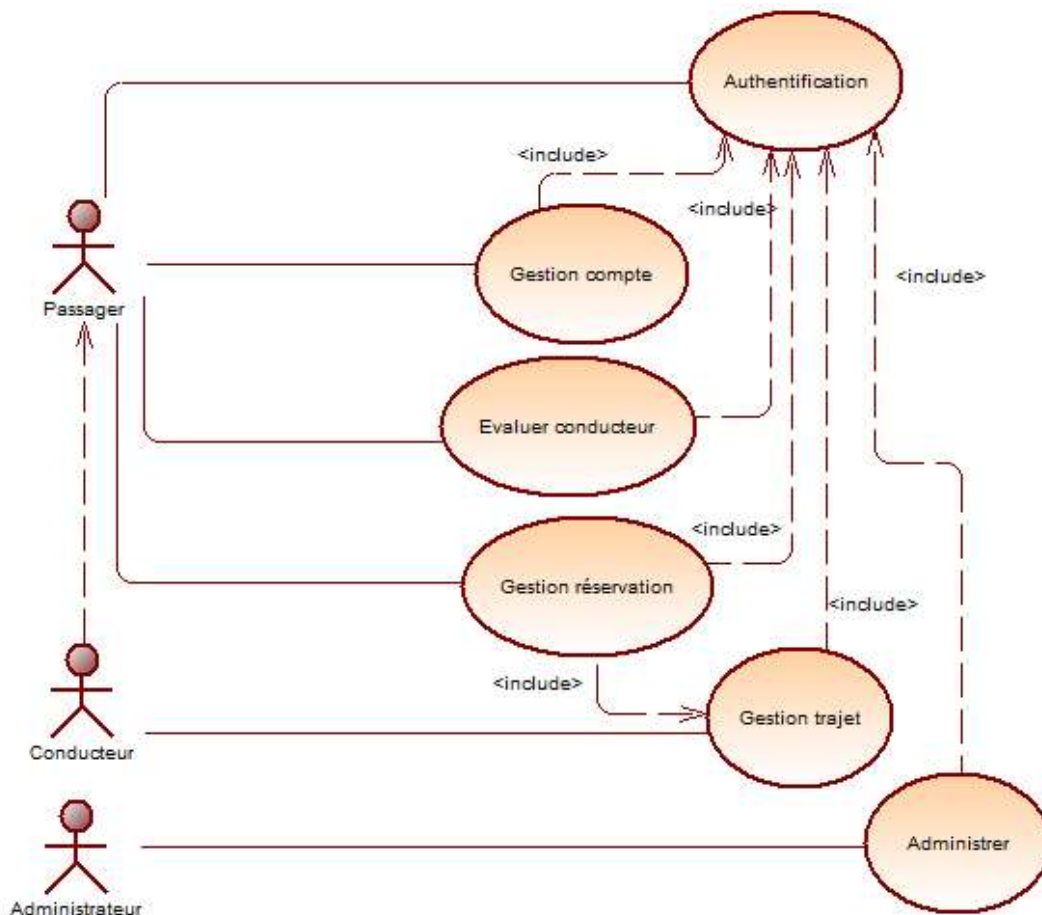 Authentification
<include>
<include>
Passager
Gestion compte
<include>
Evaluer conducteur
<include>
Gestion réservation
<include>
<include>
Gestion trajet
Conducteur
Administrer
Administrateur